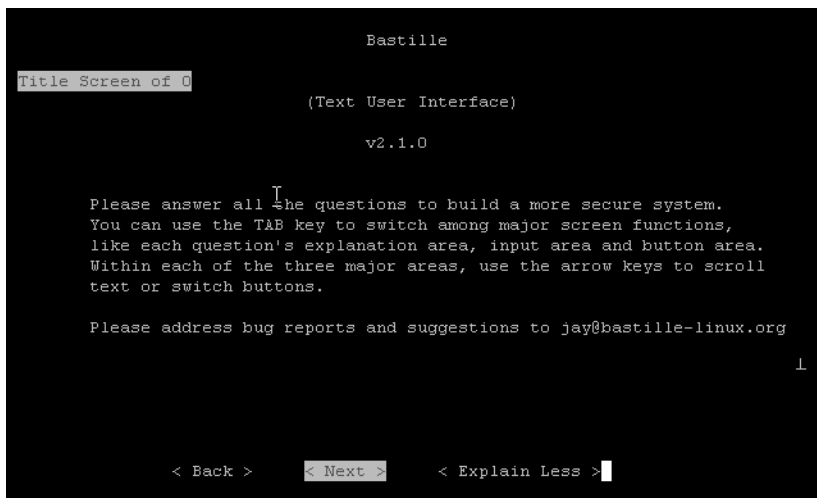 Bastille
Title Screen of 0
(Text User Interface)
v2.1.0
Please answer all the questions to build a more secure system.
You can use the TAB key to switch among major screen functions,
like each question's explanation area, input area and button area.
Within each of the three major areas, use the arrow keys to scroll
text or switch buttons.
Please address bug reports and suggestions to jay@bastille-linux.org
< Back > < Next > < Explain Less >